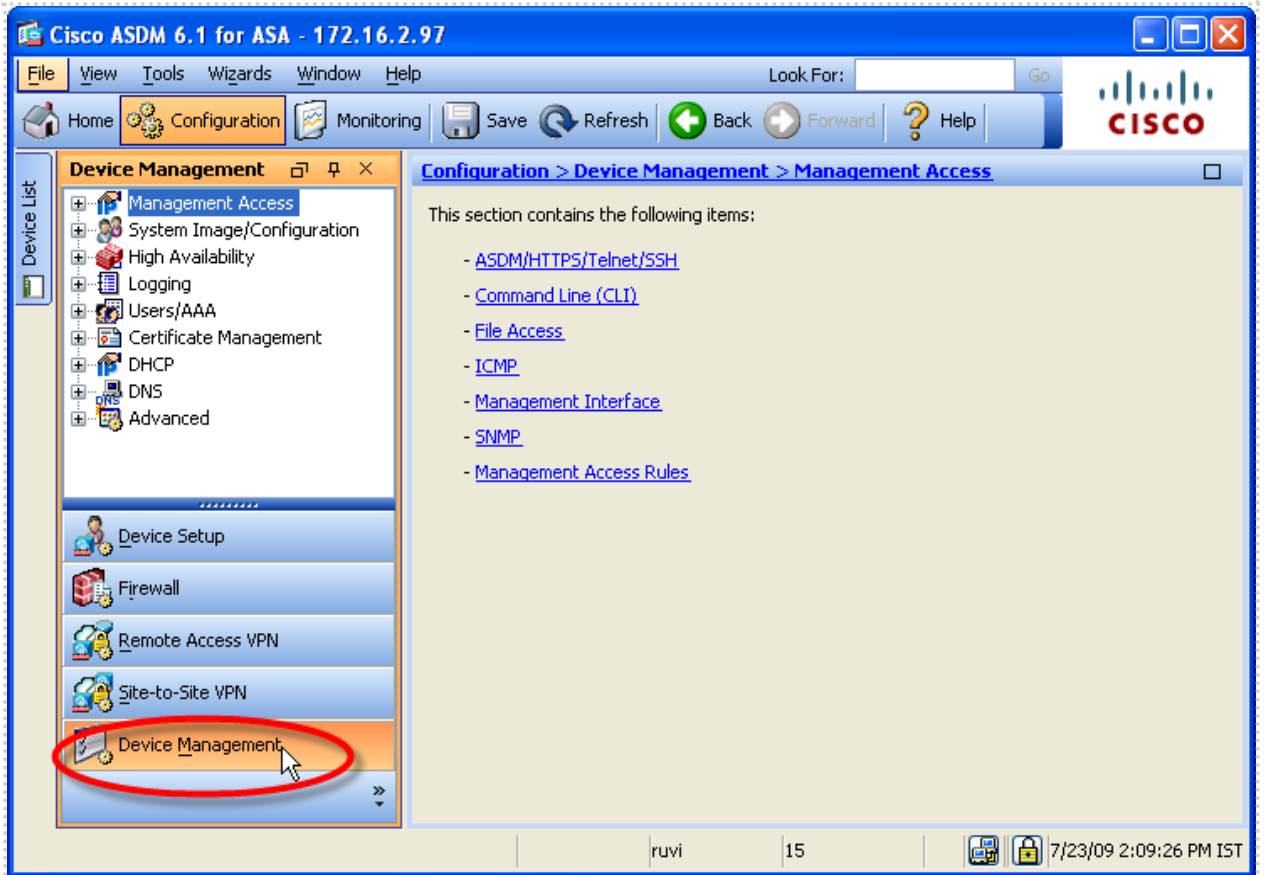 Cisco ASDM 6.1 for ASA - 172.16.2.97
File View Tools Wizards Window Help Look For: Go
Home Configuration Monitoring Save Refresh Back Forward Help
CISCO
Device List
Device Management
Management Access
System Image/Configuration
High Availability
Logging
Users/AAA
Certificate Management
DHCP
DNS
DNS
Advanced
Device Setup
Firewall
Remote Access VPN
Site-to-Site VPN
Device Management
Configuration > Device Management > Management Access
This section contains the following items:
- ASDM/HTTPS/Telnet/SSH
- Command Line (CLI)
- File Access
- ICMP
- Management Interface
- SNMP
- Management Access Rules
ruvi 15 7/23/09 2:09:26 PM IST